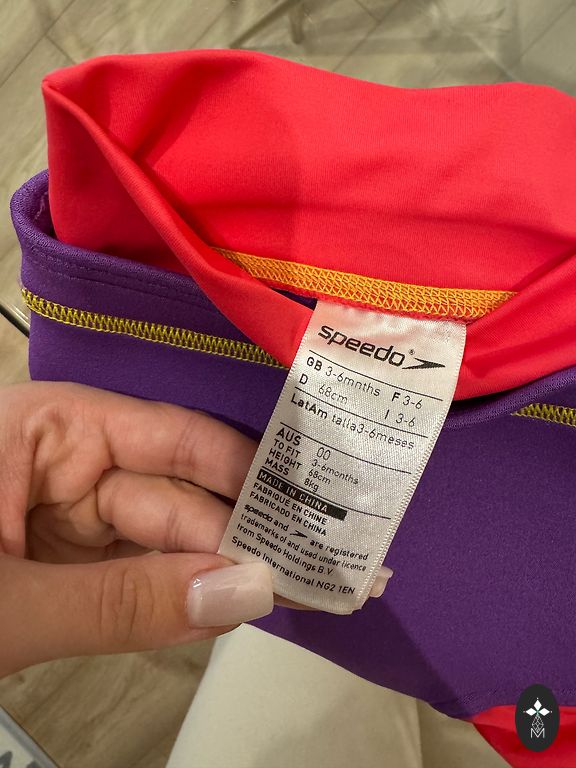 speedo®
GB 3-6mnths F 3-6
D 68cm I 3-6
LatAm talla3-6meses
AUS 00
TO FIT 3-6months
HEIGHT 68cm
MASS 8kg
MADE IN CHINA
FABRIQUÉ EN CHINE
FABRICADO EN CHINA
speedo and are registered
trademarks of and used under licence
from Speedo Holdings B.V.
Speedo International NG2 1EN
M